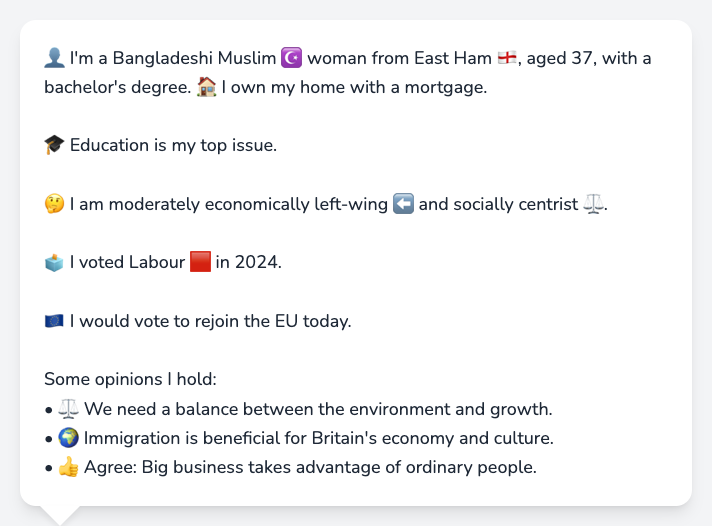 👤 I'm a Bangladeshi Muslim ☪️ woman from East Ham 🏴󠁧󠁢󠁥󠁮󠁧󠁿, aged 37, with a
bachelor's degree. 🏠 I own my home with a mortgage.
🎓 Education is my top issue.
🤔 I am moderately economically left-wing ⬅️ and socially centrist ⚖️.
🗳️ I voted Labour 🟥 in 2024.
🇪🇺 I would vote to rejoin the EU today.
Some opinions I hold:
• ⚖️ We need a balance between the environment and growth.
• 🌍 Immigration is beneficial for Britain's economy and culture.
• 👍 Agree: Big business takes advantage of ordinary people.